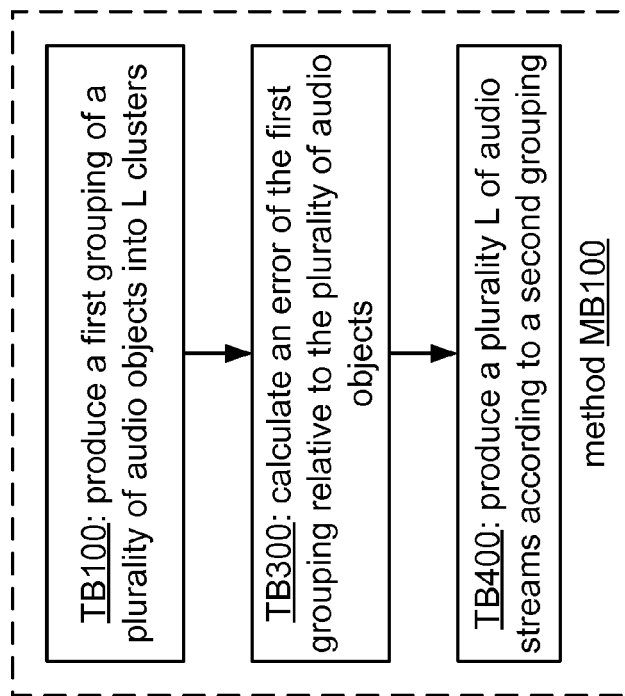 TB100: produce a first grouping of a
plurality of audio objects into L clusters
TB300: calculate an error of the first
grouping relative to the plurality of audio
objects
TB400: produce a plurality L of audio
streams according to a second grouping
method MB100